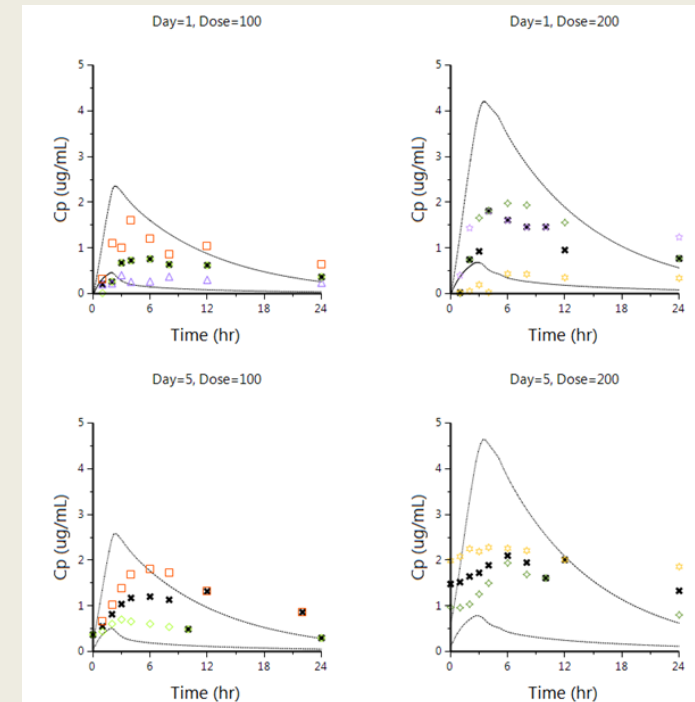 Day=1, Dose=100
Day=1, Dose=200
5
4
3
2
1
0
Cp (ug/mL)
0 6 12 18 24
Time (hr)
5
4
3
2
1
0
Cp (ug/mL)
0 6 12 18 24
Time (hr)
Day=5, Dose=100
Day=5, Dose=200
5
4
3
2
1
0
Cp (ug/mL)
0 6 12 18 24
Time (hr)
5
4
3
2
1
0
Cp (ug/mL)
0 6 12 18 24
Time (hr)